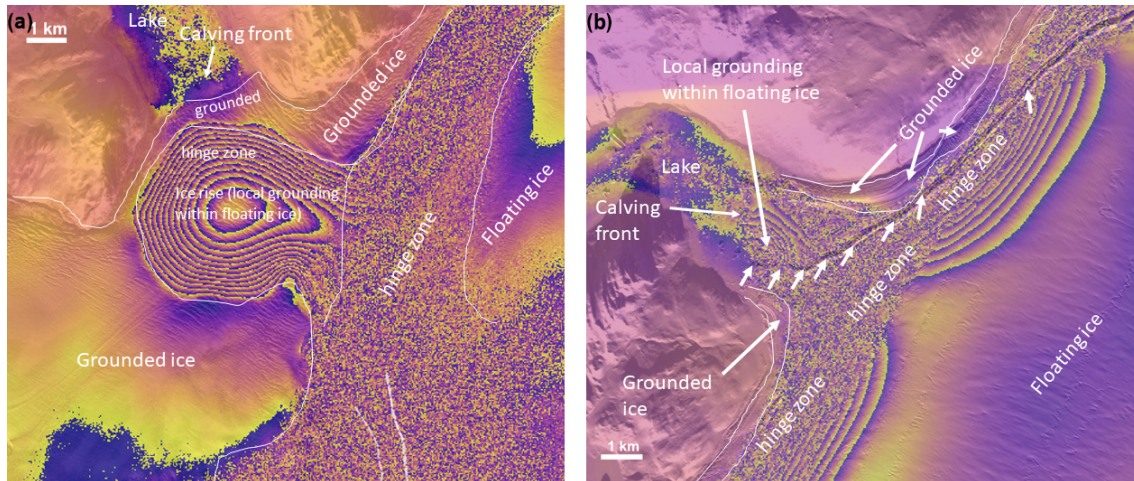 (a)
1 km
Lake
Calving front
grounded
Grounded ice
hinge zone
Ice rise (local grounding
within floating ice)
hinge zone
Floating ice
Grounded ice
(b)
Local grounding
within floating ice
Grounded ice
Lake
hinge zone
Calving
front
hinge zone
Floating ice
Grounded
ice
hinge zone
1 km